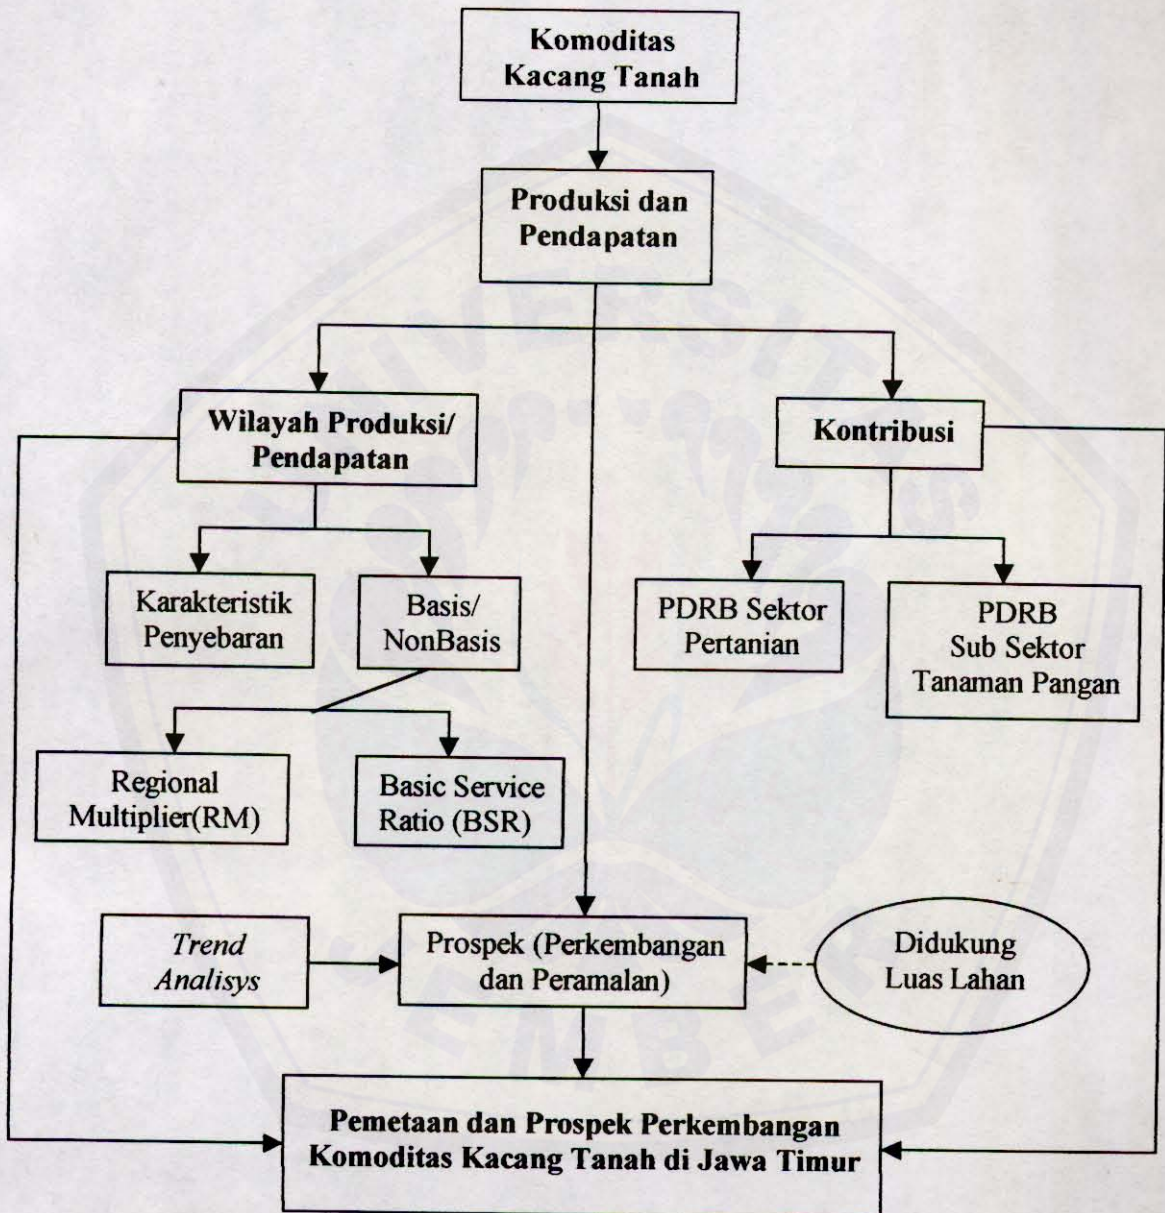 Komoditas
Kacang Tanah
Produksi dan
Pendapatan
Wilayah Produksi/
Pendapatan
Kontribusi
Karakteristik
Penyebaran
Basis/
NonBasis
PDRB Sektor
Pertanian
PDRB
Sub Sektor
Tanaman Pangan
Regional
Multiplier(RM)
Basic Service
Ratio (BSR)
Trend
Analisys
Prospek (Perkembangan
dan Peramalan)
Didukung
Luas Lahan
Pemetaan dan Prospek Perkembangan
Komoditas Kacang Tanah di Jawa Timur
UNIVERSITAS
JEMBER